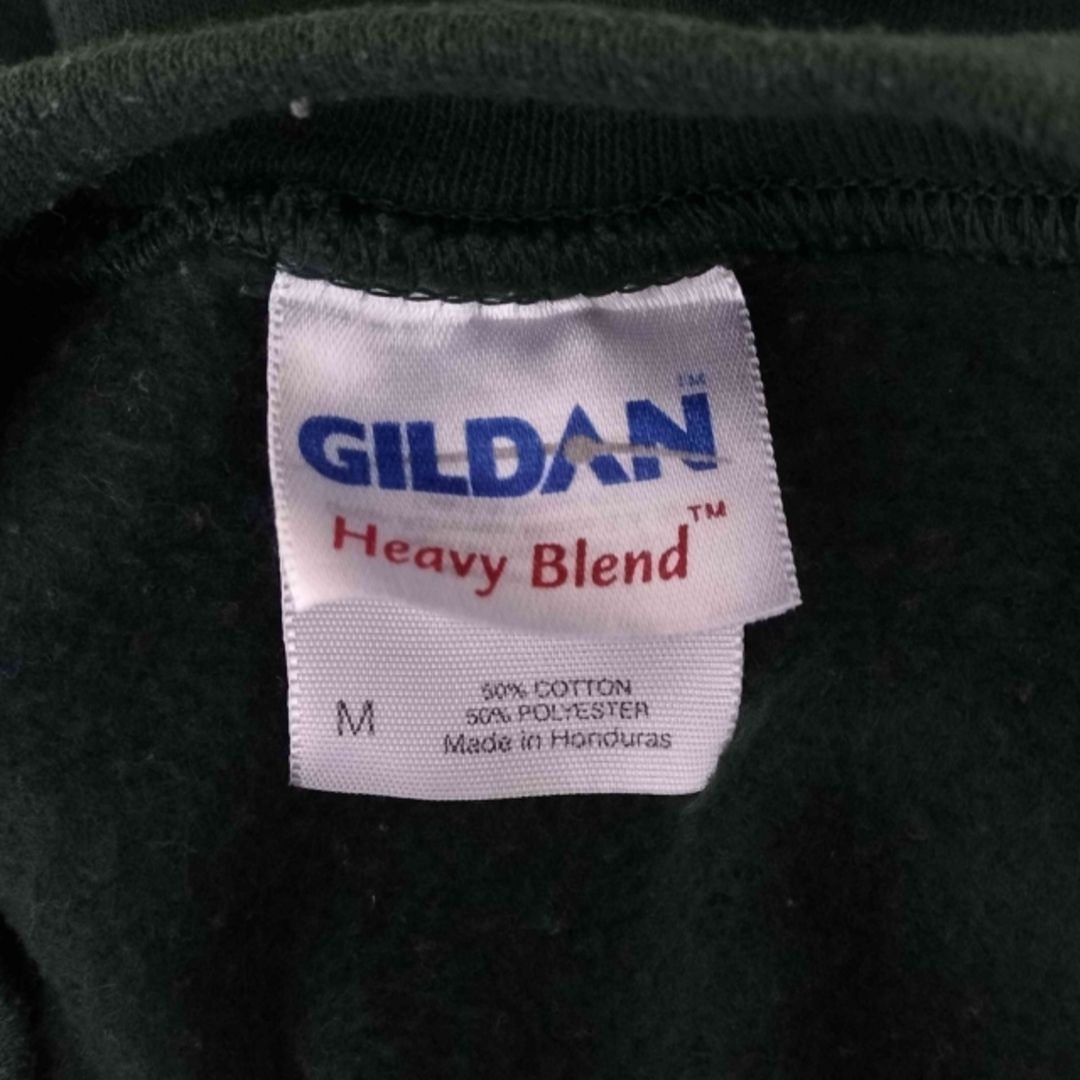 GILDAN™
Heavy Blend™
M
50% COTTON
50% POLYESTER
Made in Honduras